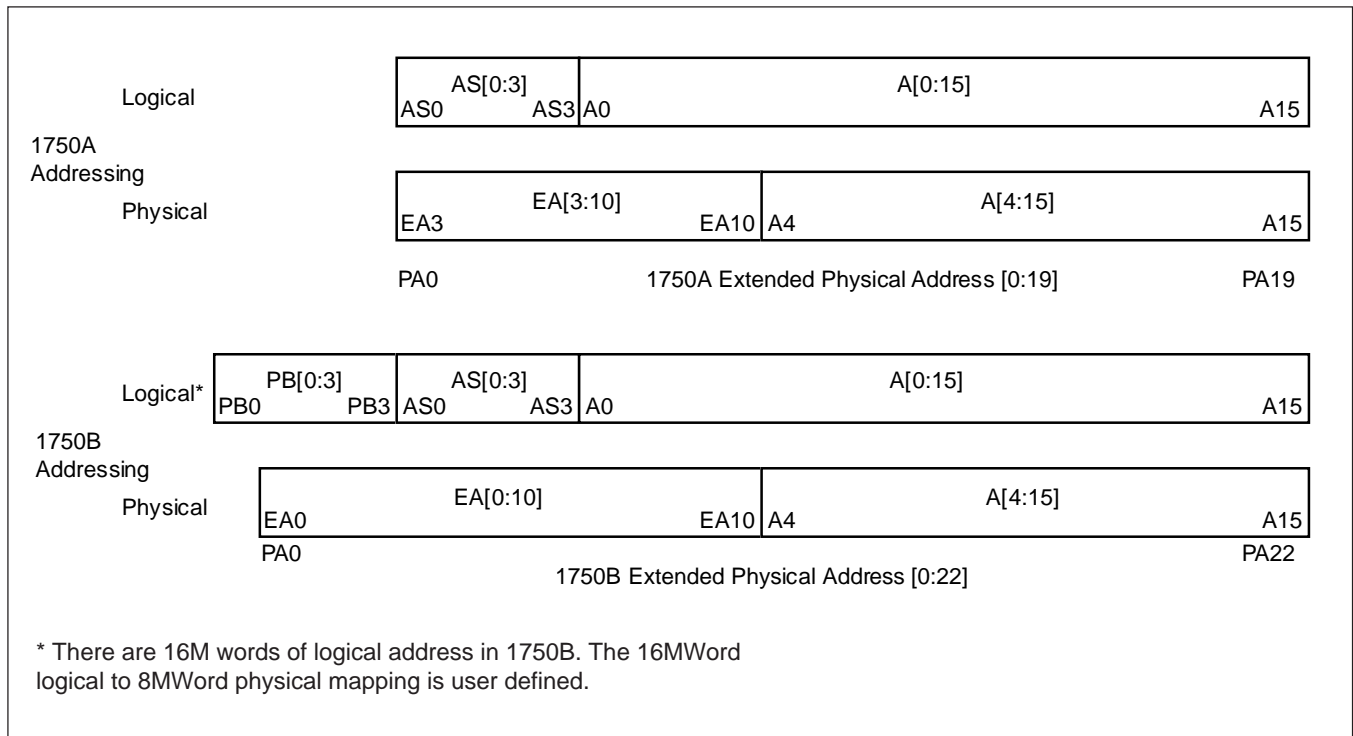 AS[0:3] A[0:15]
Logical AS0 AS3 A0 A15
1750A
Addressing
EA[3:10] A[4:15]
Physical EA3 EA10 A4 A15
PA0 1750A Extended Physical Address [0:19] PA19
PB[0:3] AS[0:3] A[0:15]
Logical* PB0 PB3 AS0 AS3 A0 A15
1750B
Addressing
EA[0:10] A[4:15]
Physical EA0 EA10 A4 A15
PA0 PA22
1750B Extended Physical Address [0:22]
* There are 16M words of logical address in 1750B. The 16MWord
logical to 8MWord physical mapping is user defined.